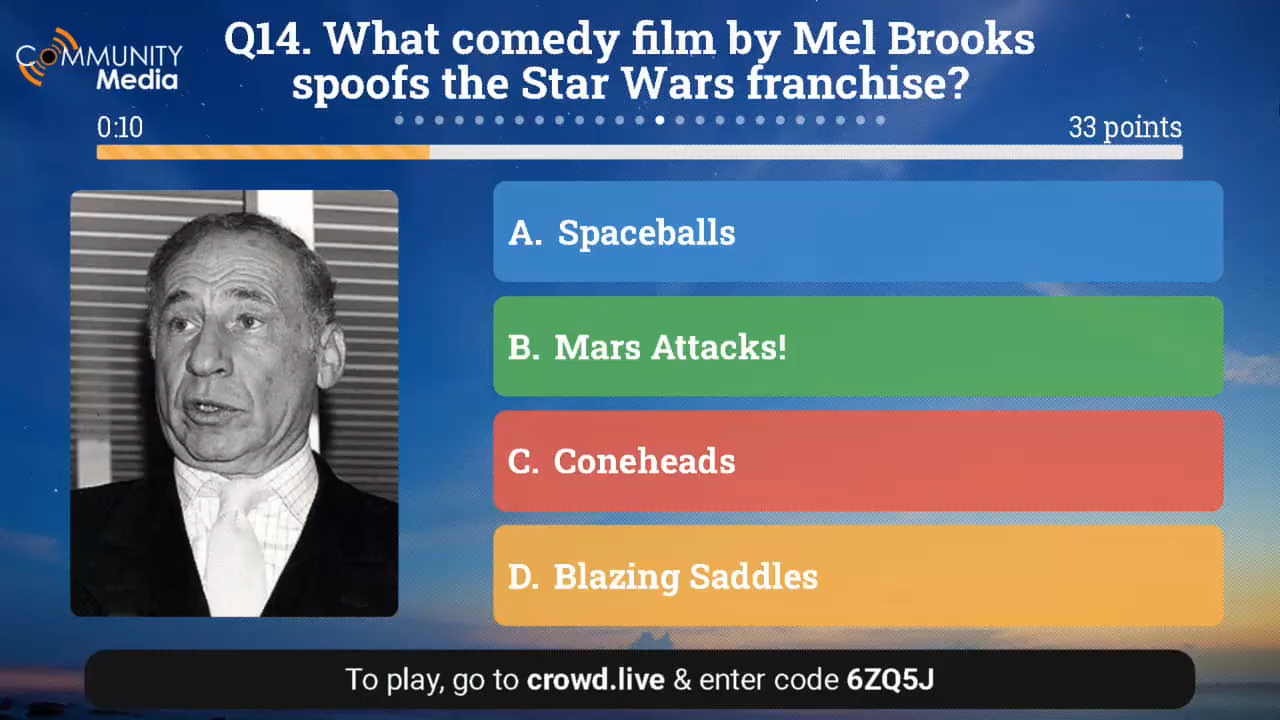 COMMUNITY
Media
Q14. What comedy film by Mel Brooks
spoofs the Star Wars franchise?
0:10
33 points
A. Spaceballs
B. Mars Attacks!
C. Coneheads
D. Blazing Saddles
To play, go to crowd.live & enter code 6ZQ5J